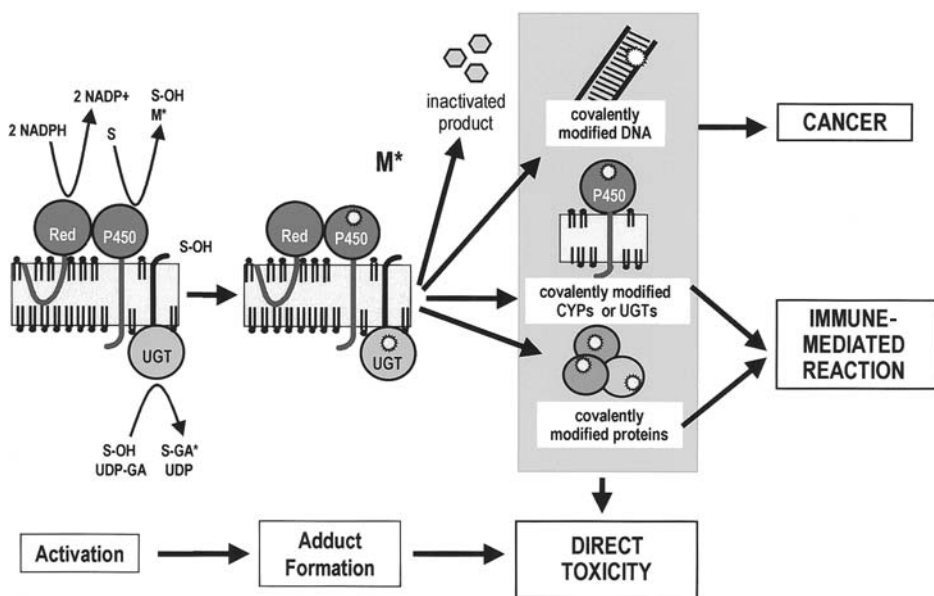 2 NADP+
S-OH
M*
2 NADPH
S
Red
P450
S-OH
UGT
S-OH
UDP-GA
S-GA*
UDP
M*
Red
P450
UGT
inactivated
product
covalently
modified DNA
P450
covalently modified
CYPs or UGTs
covalently
modified proteins
CANCER
IMMUNE-
MEDIATED
REACTION
Activation
Adduct
Formation
DIRECT
TOXICITY